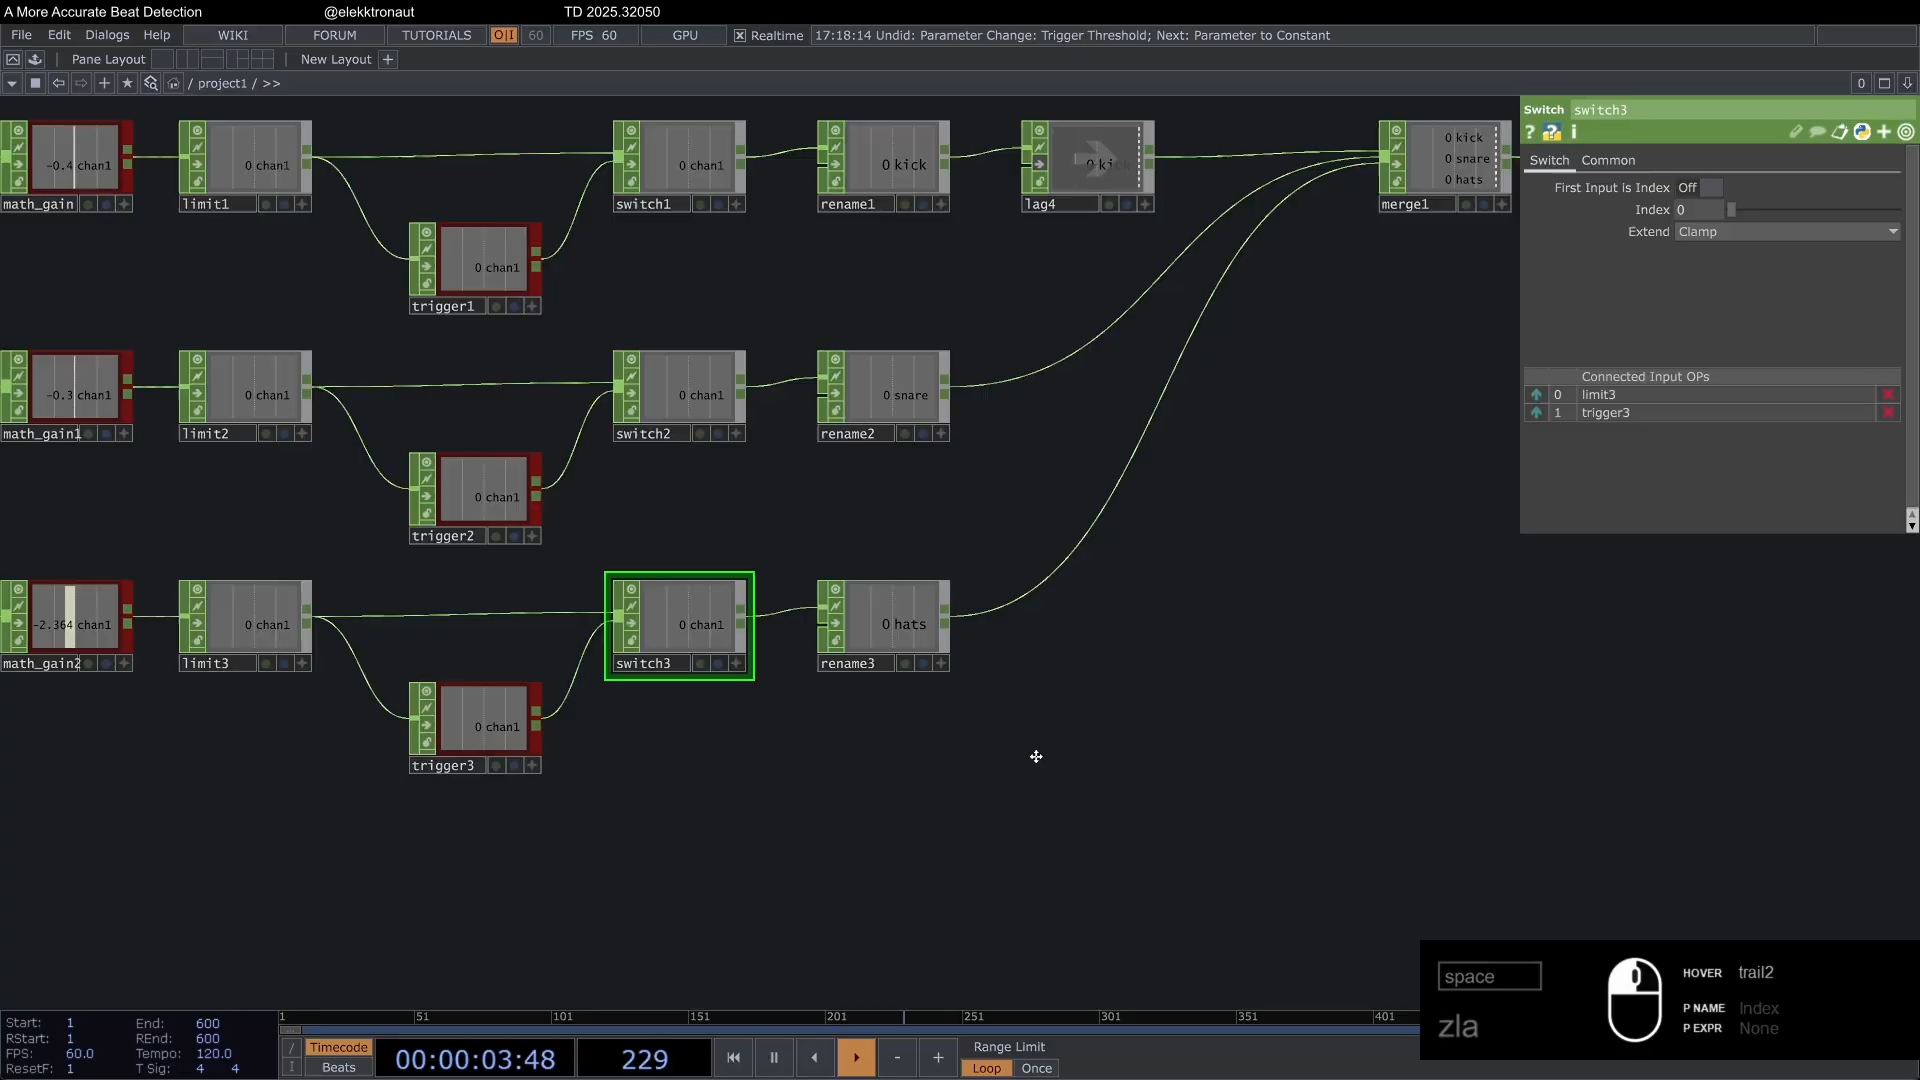 A More Accurate Beat Detection @elekktronaut TD 2025.32050
File Edit Dialogs Help WIKI FORUM TUTORIALS O|I 60 FPS 60 GPU Realtime 17:18:14 Undid: Parameter Change: Trigger Threshold; Next: Parameter to Constant
Pane Layout New Layout +
/ project1 / >> 0
-0.4 chan1
math_gain
0 chan1
limit1
0 chan1
trigger1
0 chan1
switch1
0 kick
rename1
0 kick
lag4
0 kick
0 snare
0 hats
merge1
-0.3 chan1
math_gain1
0 chan1
limit2
0 chan1
trigger2
0 chan1
switch2
0 snare
rename2
-2.364 chan1
math_gain2
0 chan1
limit3
0 chan1
trigger3
0 chan1
switch3
0 hats
rename3
Switch switch3
? ? i
Switch Common
First Input is Index Off
Index 0
Extend Clamp
Connected Input OPs
0 limit3
1 trigger3
space
zla
HOVER trail2
P NAME Index
P EXPR None
1 51 101 151 201 251 301 351 401
Start: 1 End: 600
RStart: 1 REnd: 600
FPS: 60.0 Tempo: 120.0
ResetF: 1 T Sig: 4 4
/ Timecode
I Beats
00:00:03:48 229
- +
Range Limit
Loop Once